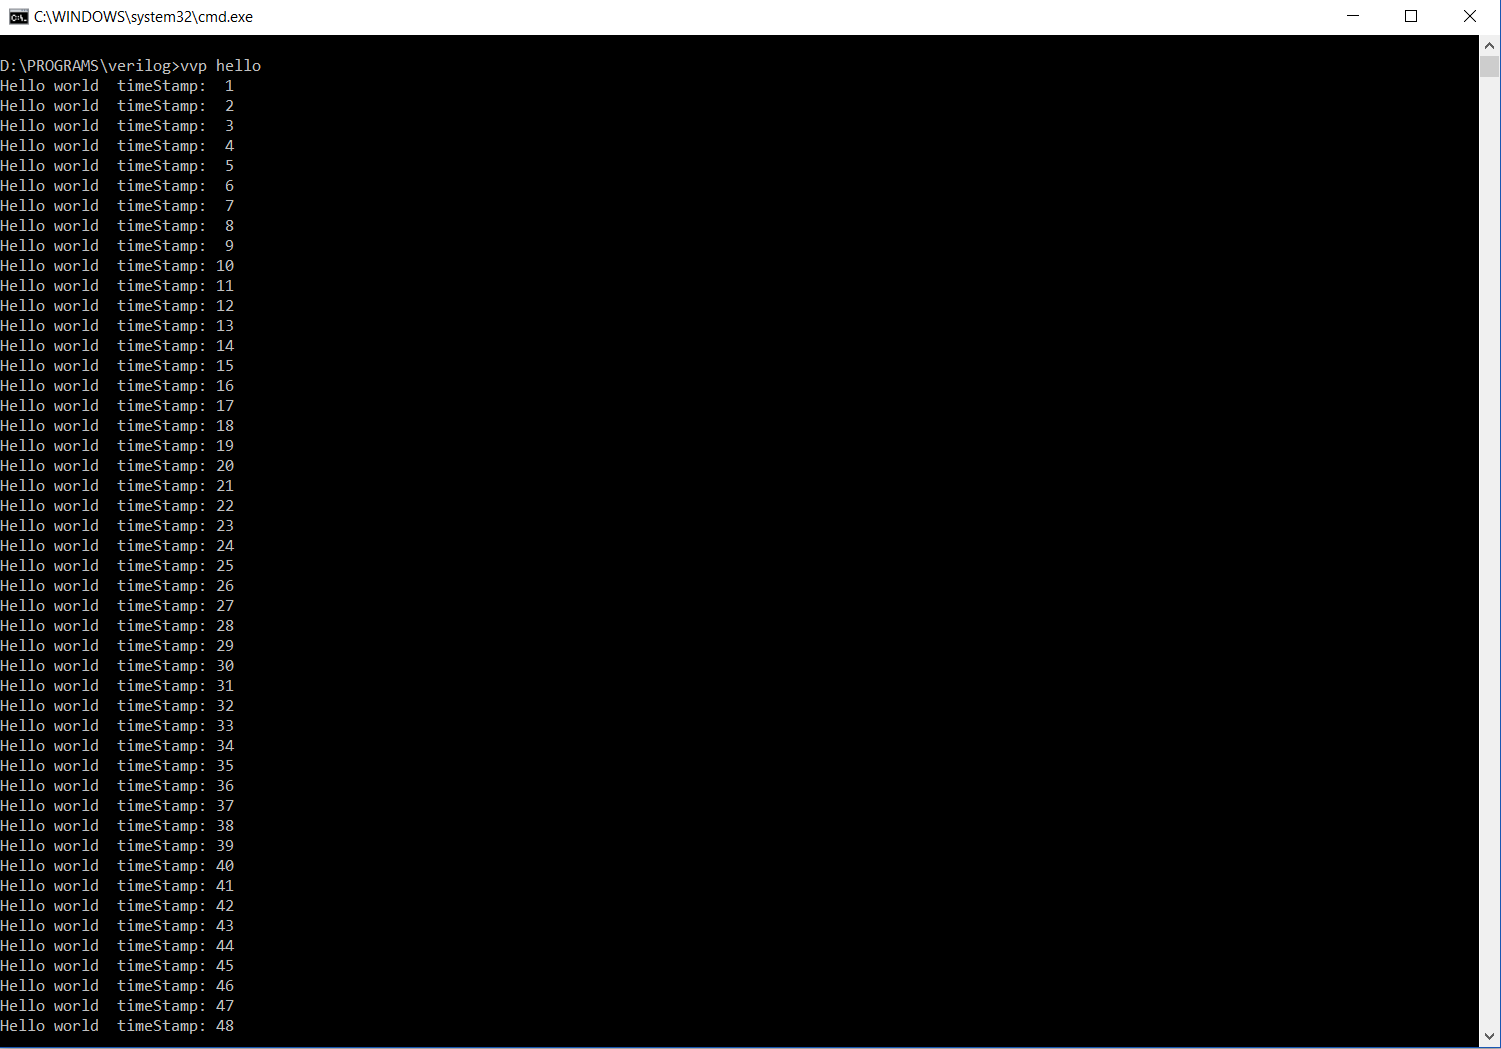 C:\WINDOWS\system32\cmd.exe
D:\PROGRAMS\verilog>vvp hello
Hello world  timeStamp:  1
Hello world  timeStamp:  2
Hello world  timeStamp:  3
Hello world  timeStamp:  4
Hello world  timeStamp:  5
Hello world  timeStamp:  6
Hello world  timeStamp:  7
Hello world  timeStamp:  8
Hello world  timeStamp:  9
Hello world  timeStamp: 10
Hello world  timeStamp: 11
Hello world  timeStamp: 12
Hello world  timeStamp: 13
Hello world  timeStamp: 14
Hello world  timeStamp: 15
Hello world  timeStamp: 16
Hello world  timeStamp: 17
Hello world  timeStamp: 18
Hello world  timeStamp: 19
Hello world  timeStamp: 20
Hello world  timeStamp: 21
Hello world  timeStamp: 22
Hello world  timeStamp: 23
Hello world  timeStamp: 24
Hello world  timeStamp: 25
Hello world  timeStamp: 26
Hello world  timeStamp: 27
Hello world  timeStamp: 28
Hello world  timeStamp: 29
Hello world  timeStamp: 30
Hello world  timeStamp: 31
Hello world  timeStamp: 32
Hello world  timeStamp: 33
Hello world  timeStamp: 34
Hello world  timeStamp: 35
Hello world  timeStamp: 36
Hello world  timeStamp: 37
Hello world  timeStamp: 38
Hello world  timeStamp: 39
Hello world  timeStamp: 40
Hello world  timeStamp: 41
Hello world  timeStamp: 42
Hello world  timeStamp: 43
Hello world  timeStamp: 44
Hello world  timeStamp: 45
Hello world  timeStamp: 46
Hello world  timeStamp: 47
Hello world  timeStamp: 48